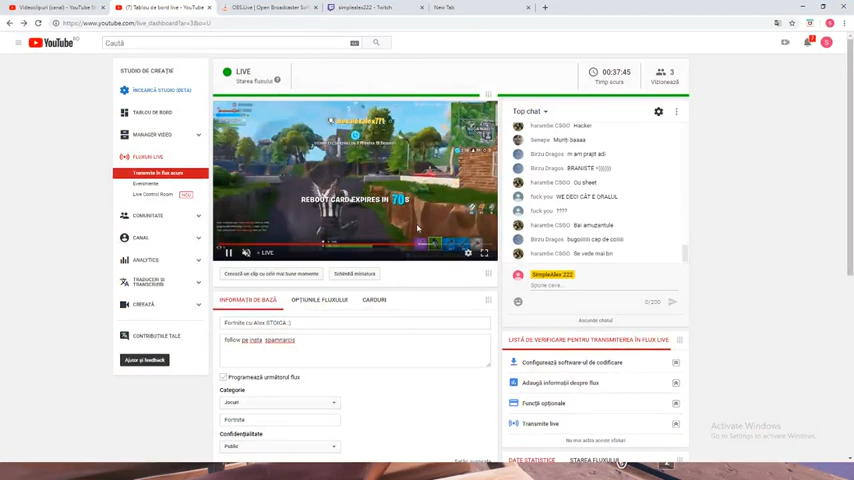 Videoclipuri (canal) - YouTube St
(7) Tablou de bord live - YouTube
OBS.Live | Open Broadcaster Sof
simplealex222 - Twitch
New Tab
https://www.youtube.com/live_dashboard?ar=3&o=U
YouTube RO
Caută
7
S
STUDIO DE CREAȚIE
ÎNCEARCĂ STUDIO (BETA)
TABLOU DE BORD
MANAGER VIDEO
FLUXURI LIVE
Transmite în flux acum
Evenimente
Live Control Room NOU
COMUNITATE
CANAL
ANALYTICS
TRADUCERI ȘI
TRANSCRIERI
CREEAZĂ
CONTRIBUȚIILE TALE
Ajutor și feedback
LIVE
Starea fluxului
00:37:45
Timp scurs
3
Vizionează
REBOOT CARD EXPIRES IN 70S
LIVE
Creează un clip cu cele mai bune momente
Schimbă miniatura
INFORMAȚII DE BAZĂ
OPȚIUNILE FLUXULUI
CARDURI
Fortnite cu Alex STOICA :)
follow pe insta spamnarcis
Programează următorul flux
Categorie
Jocuri
Fortnite
Confidențialitate
Public
Top chat
harambe CSGO Hacker
Senape Muriți baaaa
Birzu Dragos m am prajit adi
Birzu Dragos BRANISTE =)))))))
harambe CSGO Ou sheet
fuck you WE DECI CÂT E ORALUL
fuck you ????
harambe CSGO Bai amuzantule
Birzu Dragos bugoiiiii cap de coiiii
harambe CSGO Se vede mai bn
SimpleAlex 222
Spune ceva...
0/200
Ascunde chatul
LISTĂ DE VERIFICARE PENTRU TRANSMITEREA ÎN FLUX LIVE
Configurează software-ul de codificare
Adaugă informații despre flux
Funcții opționale
Transmite live
Nu mai arăta aceste sfaturi
DATE STATISTICE
STAREA FLUXULUI
Activate Windows
Go to Settings to activate Windows.